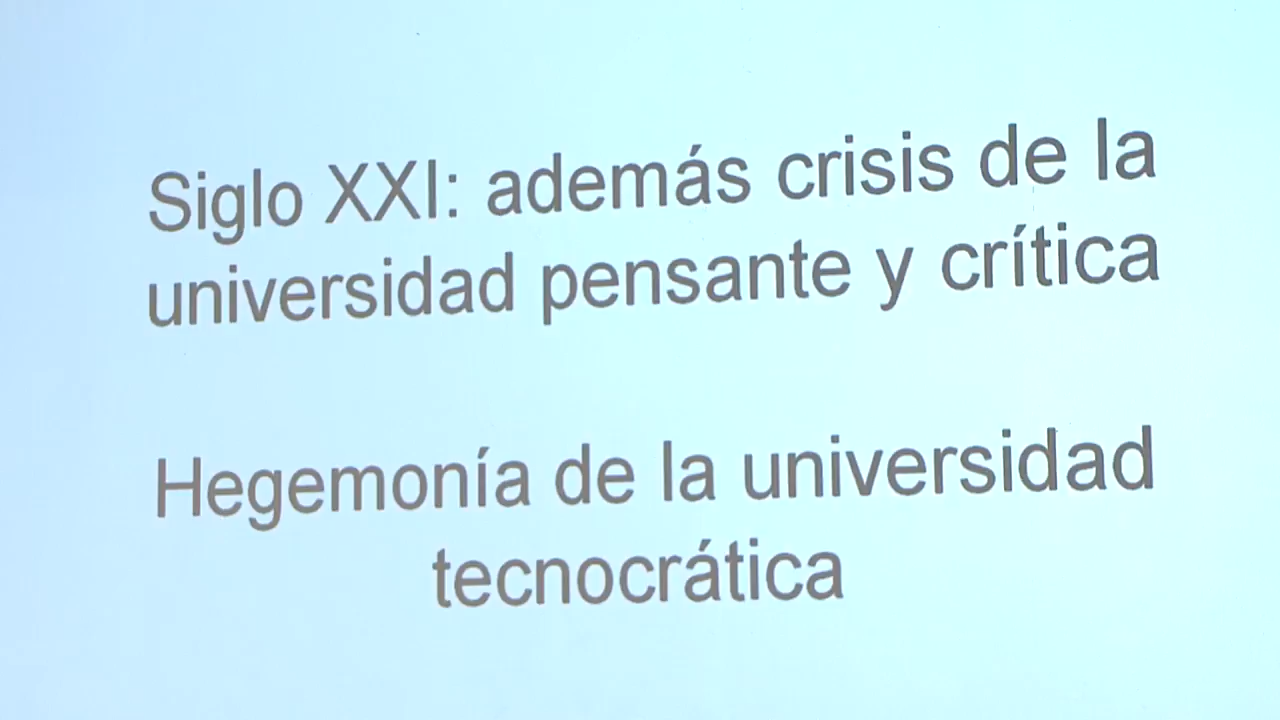 Siglo XXI: además crisis de la
universidad pensante y crítica
Hegemonía de la universidad
tecnocrática